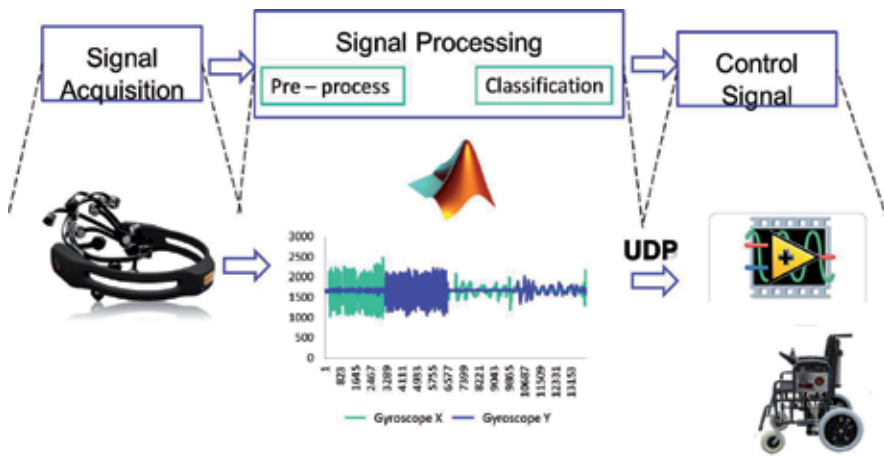 Signal
Acquisition
Signal Processing
Pre – process
Classification
Control
Signal
UDP
3000
2500
2000
1500
1000
500
0
1
823
1645
2467
3289
4111
4933
5755
6577
7399
8221
9043
9865
10687
11509
12331
13153
Gyroscope X
Gyroscope Y